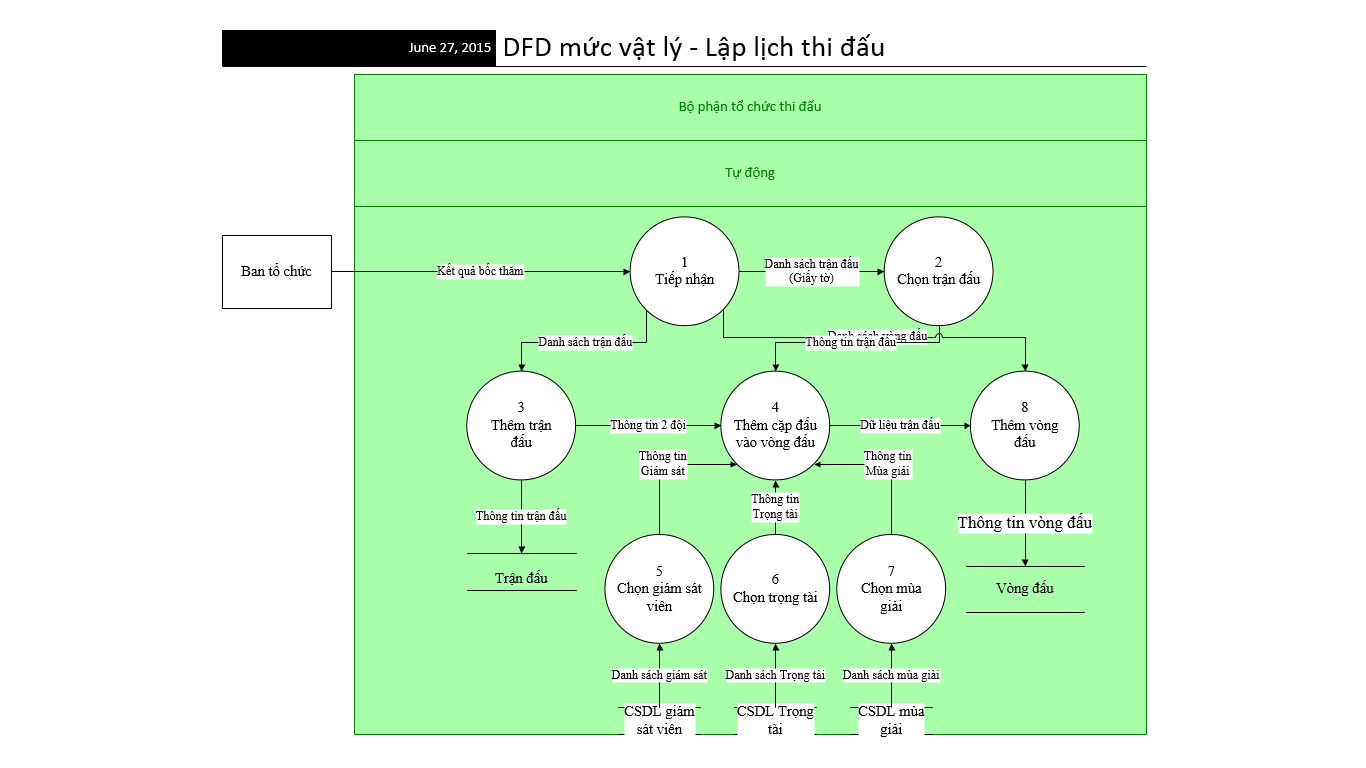 June 27, 2015
DFD mức vật lý - Lập lịch thi đấu
Bộ phận tổ chức thi đấu
Tự động
Ban tổ chức
Kết quả bốc thăm
1
Tiếp nhận
Danh sách trận đấu
(Giấy tờ)
2
Chọn trận đấu
Danh sách trận đấu
Danh sách vòng đấu
Thông tin trận đấu
3
Thêm trận
đấu
Thông tin 2 đội
4
Thêm cặp đấu
vào vòng đấu
Dữ liệu trận đấu
8
Thêm vòng
đấu
Thông tin
Giám sát
Thông tin
Mùa giải
Thông tin
Trọng tài
Thông tin trận đấu
Thông tin vòng đấu
Trận đấu
5
Chọn giám sát
viên
6
Chọn trọng tài
7
Chọn mùa
giải
Vòng đấu
Danh sách giám sát
Danh sách Trọng tài
Danh sách mùa giải
CSDL giám
sát viên
CSDL Trọng
tài
CSDL mùa
giải